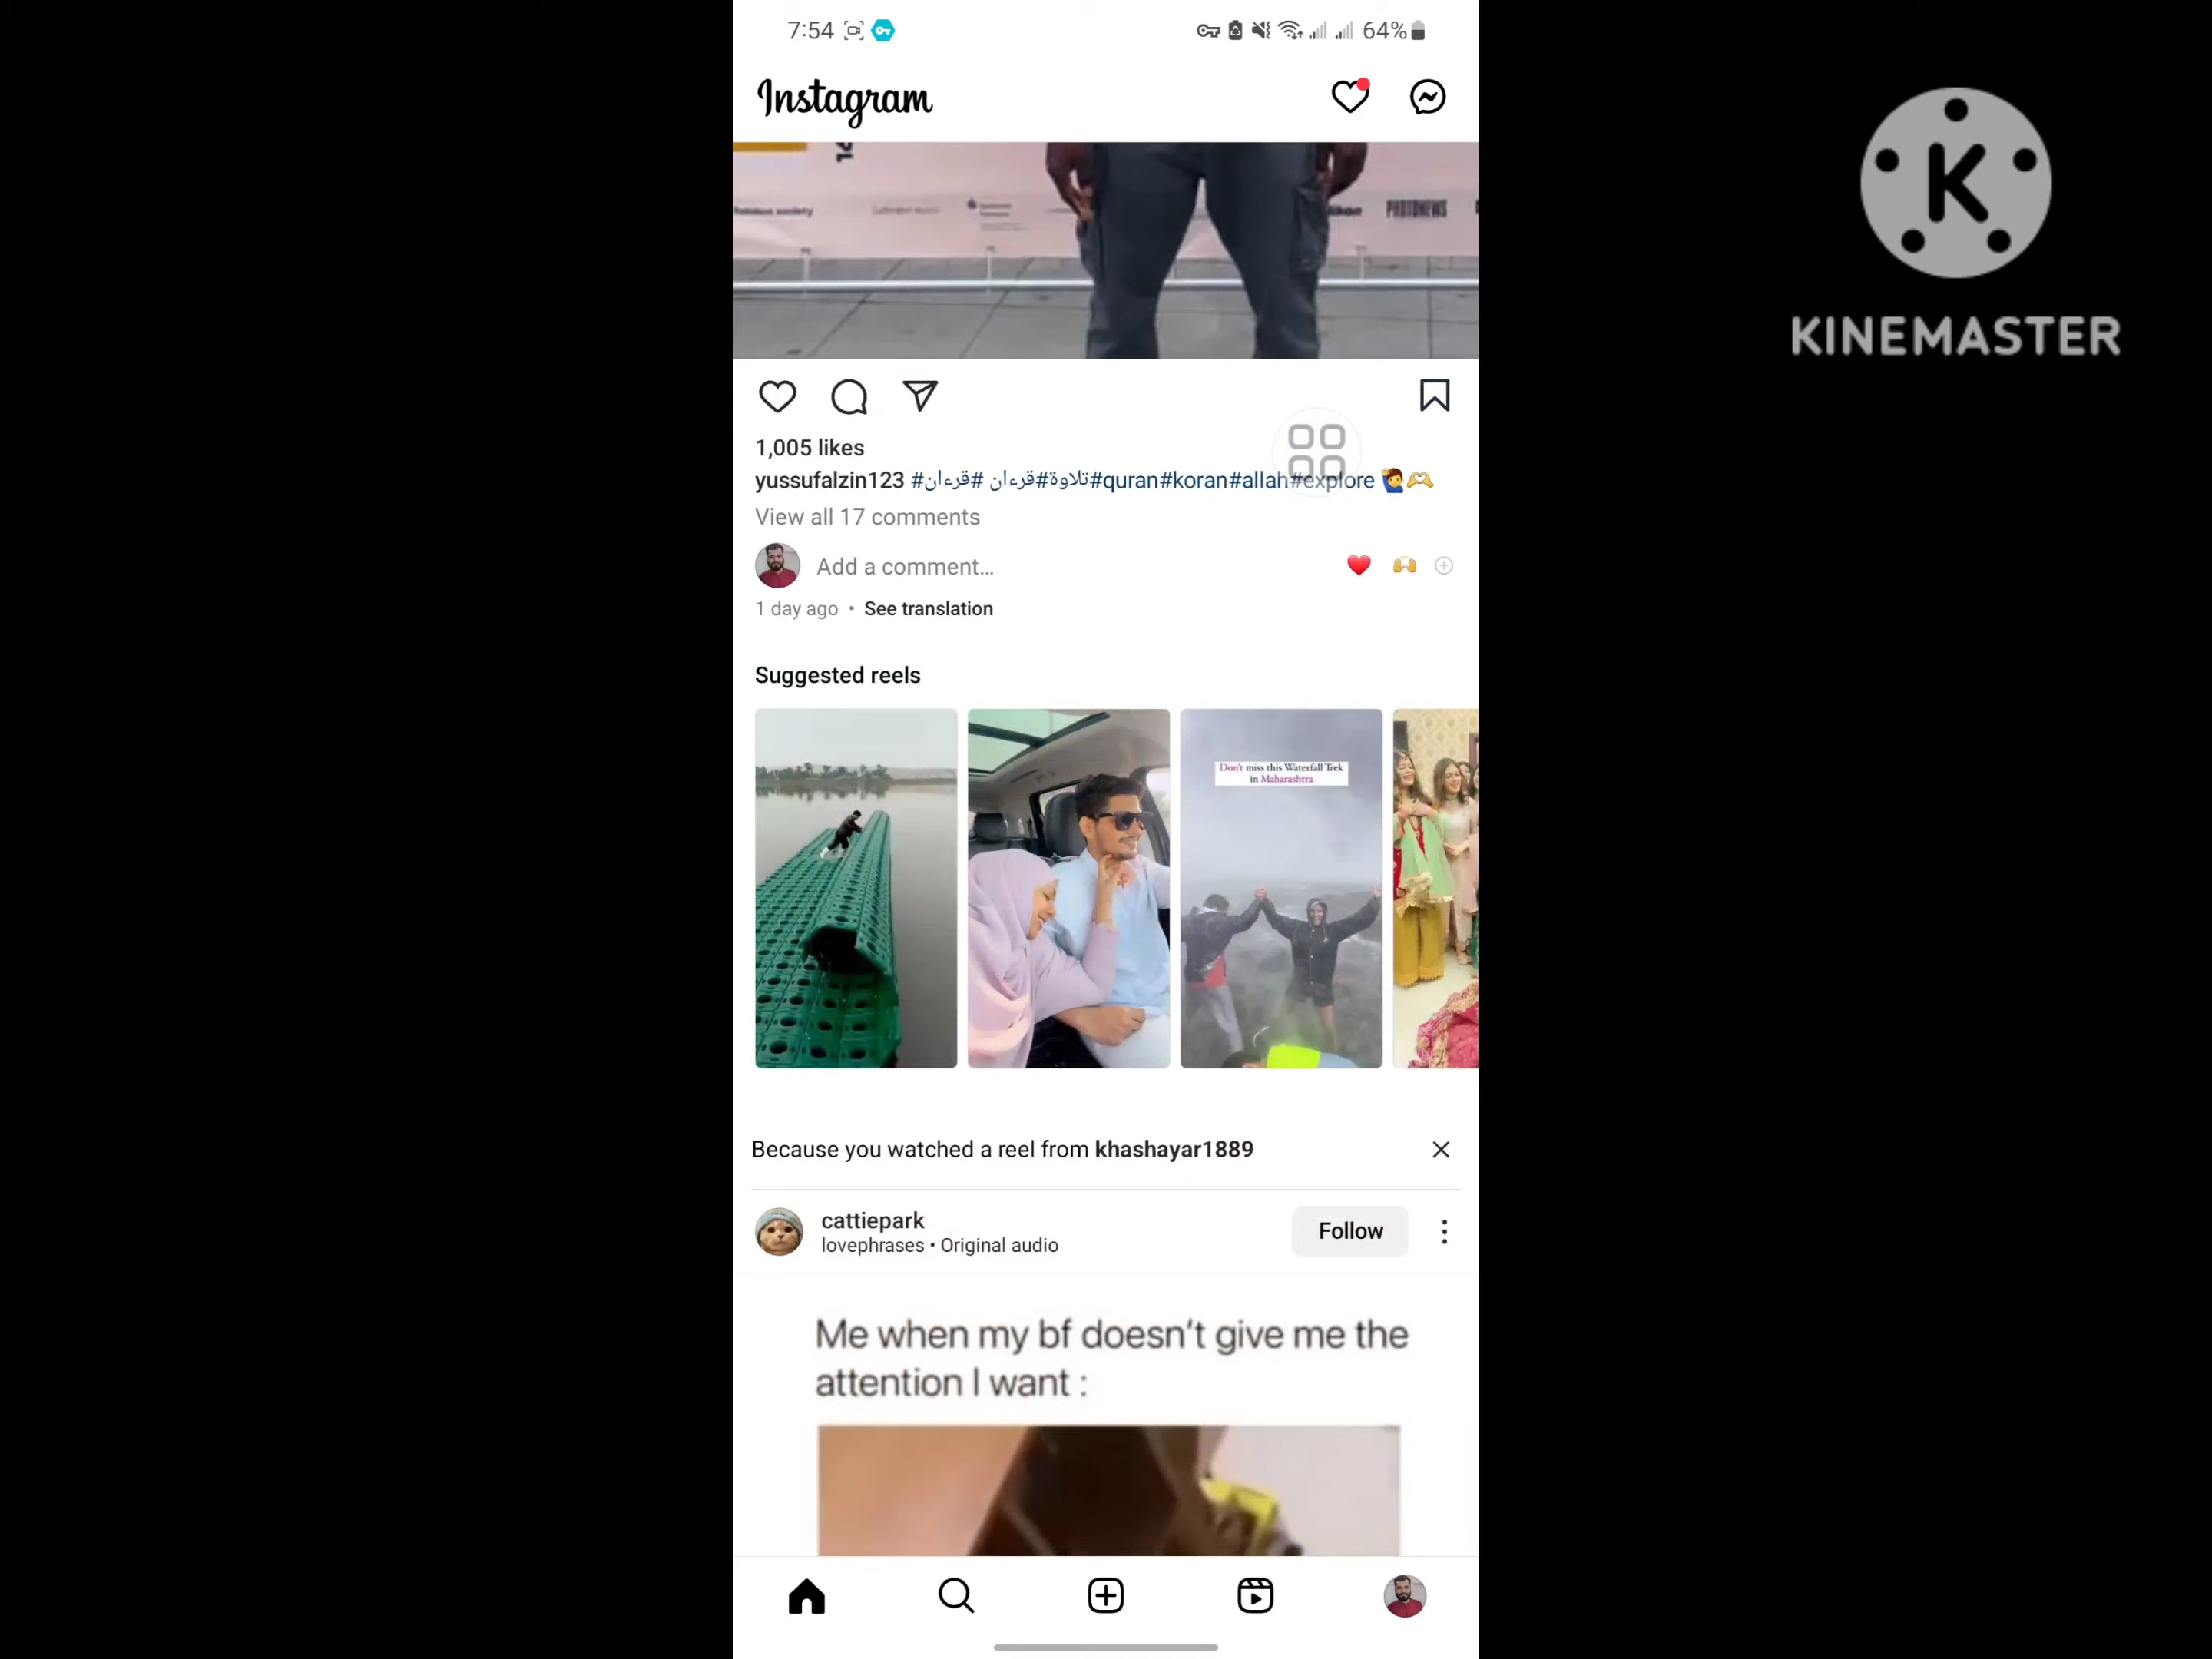 7:54
64%
KINEMASTER
Instagram
PHOTONEWS
1,005 likes
yussufalzin123 #قرءان# قرءان#تلاوة#quran#koran#allah#explore 🙋‍♂️🫶
View all 17 comments
Add a comment...
1 day ago • See translation
Suggested reels
Don't miss this Waterfall Trek
in Maharashtra
Because you watched a reel from khashayar1889
cattiepark
lovephrases • Original audio
Follow
Me when my bf doesn't give me the
attention I want :